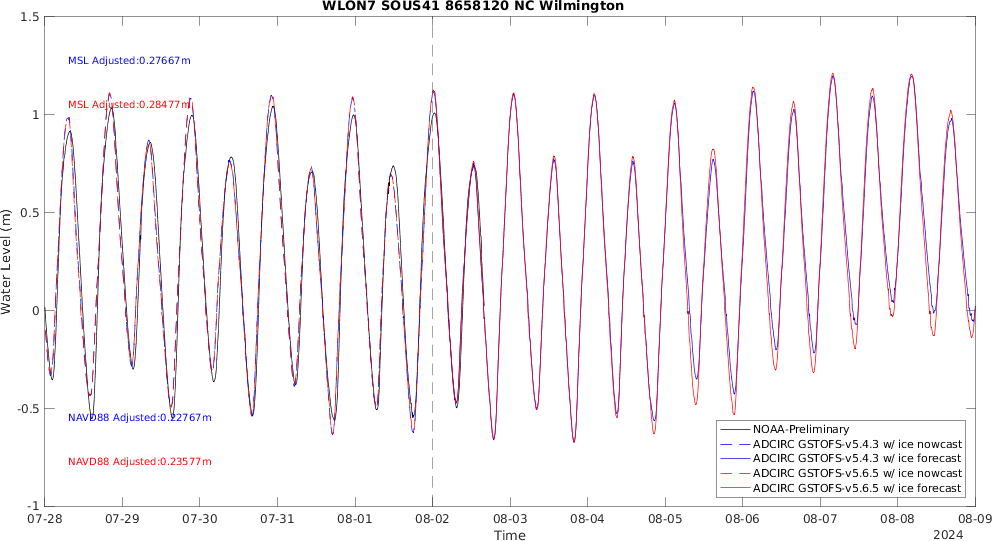 WLON7 SOUS41 8658120 NC Wilmington
1.5
1
0.5
0
-0.5
-1
Water Level (m)
MSL Adjusted:0.27667m
MSL Adjusted:0.28477m
NAVD88 Adjusted:0.22767m
NAVD88 Adjusted:0.23577m
NOAA-Preliminary
ADCIRC GSTOFS-v5.4.3 w/ ice nowcast
ADCIRC GSTOFS-v5.4.3 w/ ice forecast
ADCIRC GSTOFS-v5.6.5 w/ ice nowcast
ADCIRC GSTOFS-v5.6.5 w/ ice forecast
07-28 07-29 07-30 07-31 08-01 08-02 08-03 08-04 08-05 08-06 08-07 08-08 08-09
Time
2024